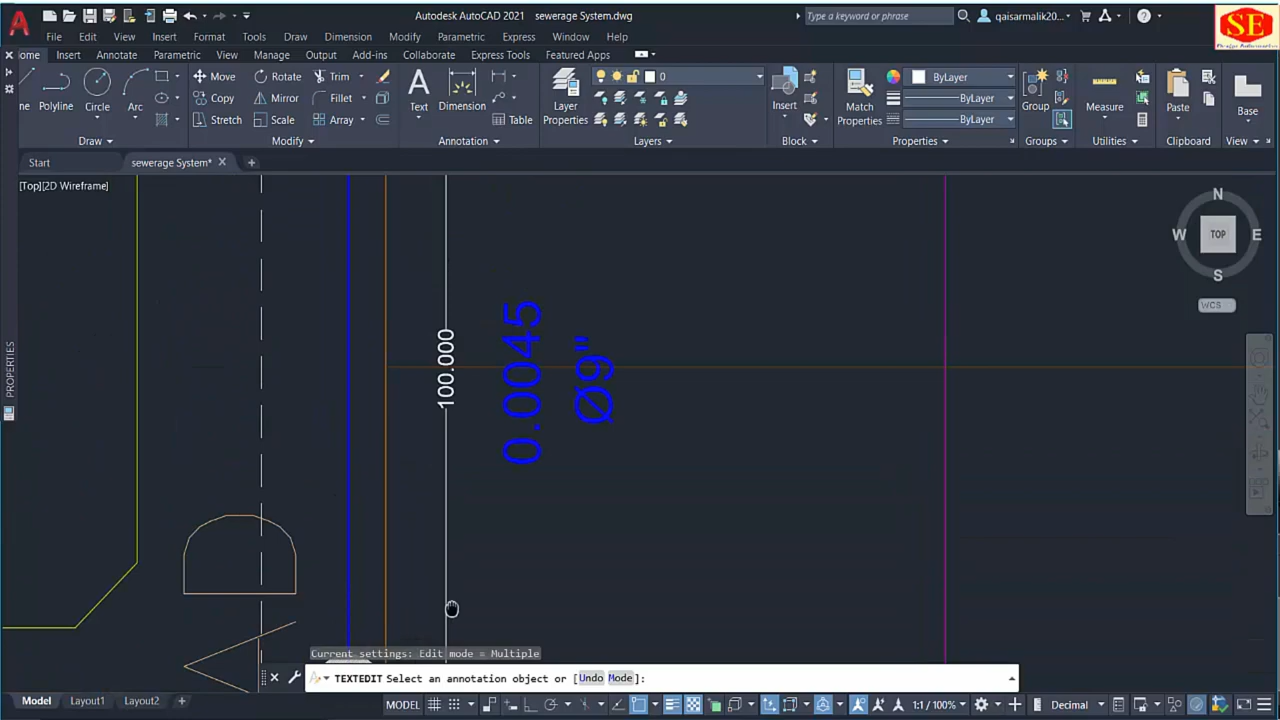 Autodesk AutoCAD 2021 sewerage System.dwg
Type a keyword or phrase
qaisarmalik20...
SE
File Edit View Insert Format Tools Draw Dimension Modify Parametric Express Window Help
ome Insert Annotate Parametric View Manage Output Add-ins Collaborate Express Tools Featured Apps
ne Polyline Circle Arc
Move Rotate Trim
Copy Mirror Fillet
Stretch Scale Array
Text Dimension Table
Layer Properties
0
Insert
Match Properties
ByLayer
ByLayer
ByLayer
Group
Measure
Paste
Base
Draw Modify Annotation Layers Block Properties Groups Utilities Clipboard View
Start sewerage System*
[Top][2D Wireframe]
N
W TOP E
S
WCS
PROPERTIES
100.000
0.0045
Ø9"
D
Current settings: Edit mode = Multiple
TEXTEDIT Select an annotation object or [Undo Mode]:
Model Layout1 Layout2
MODEL 1:1 / 100% Decimal